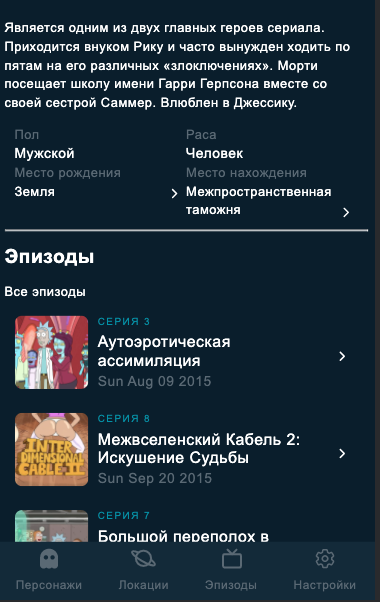 Является одним из двух главных героев сериала.
Приходится внуком Рику и часто вынужден ходить по
пятам на его различных «злоключениях». Морти
посещает школу имени Гарри Герпсона вместе со
своей сестрой Саммер. Влюблен в Джессику.
Пол
Раса
Мужской
Человек
Место рождения
Место нахождения
Земля
Межпространственная
таможня
Эпизоды
Все эпизоды
СЕРИЯ 3
Аутоэротическая
ассимиляция
Sun Aug 09 2015
INTER
DIMENSIONAL
CABLE II
СЕРИЯ 8
Межвселенский Кабель 2:
Искушение Судьбы
Sun Sep 20 2015
СЕРИЯ 7
Большой переполох в
Персонажи
Локации
Эпизоды
Настройки